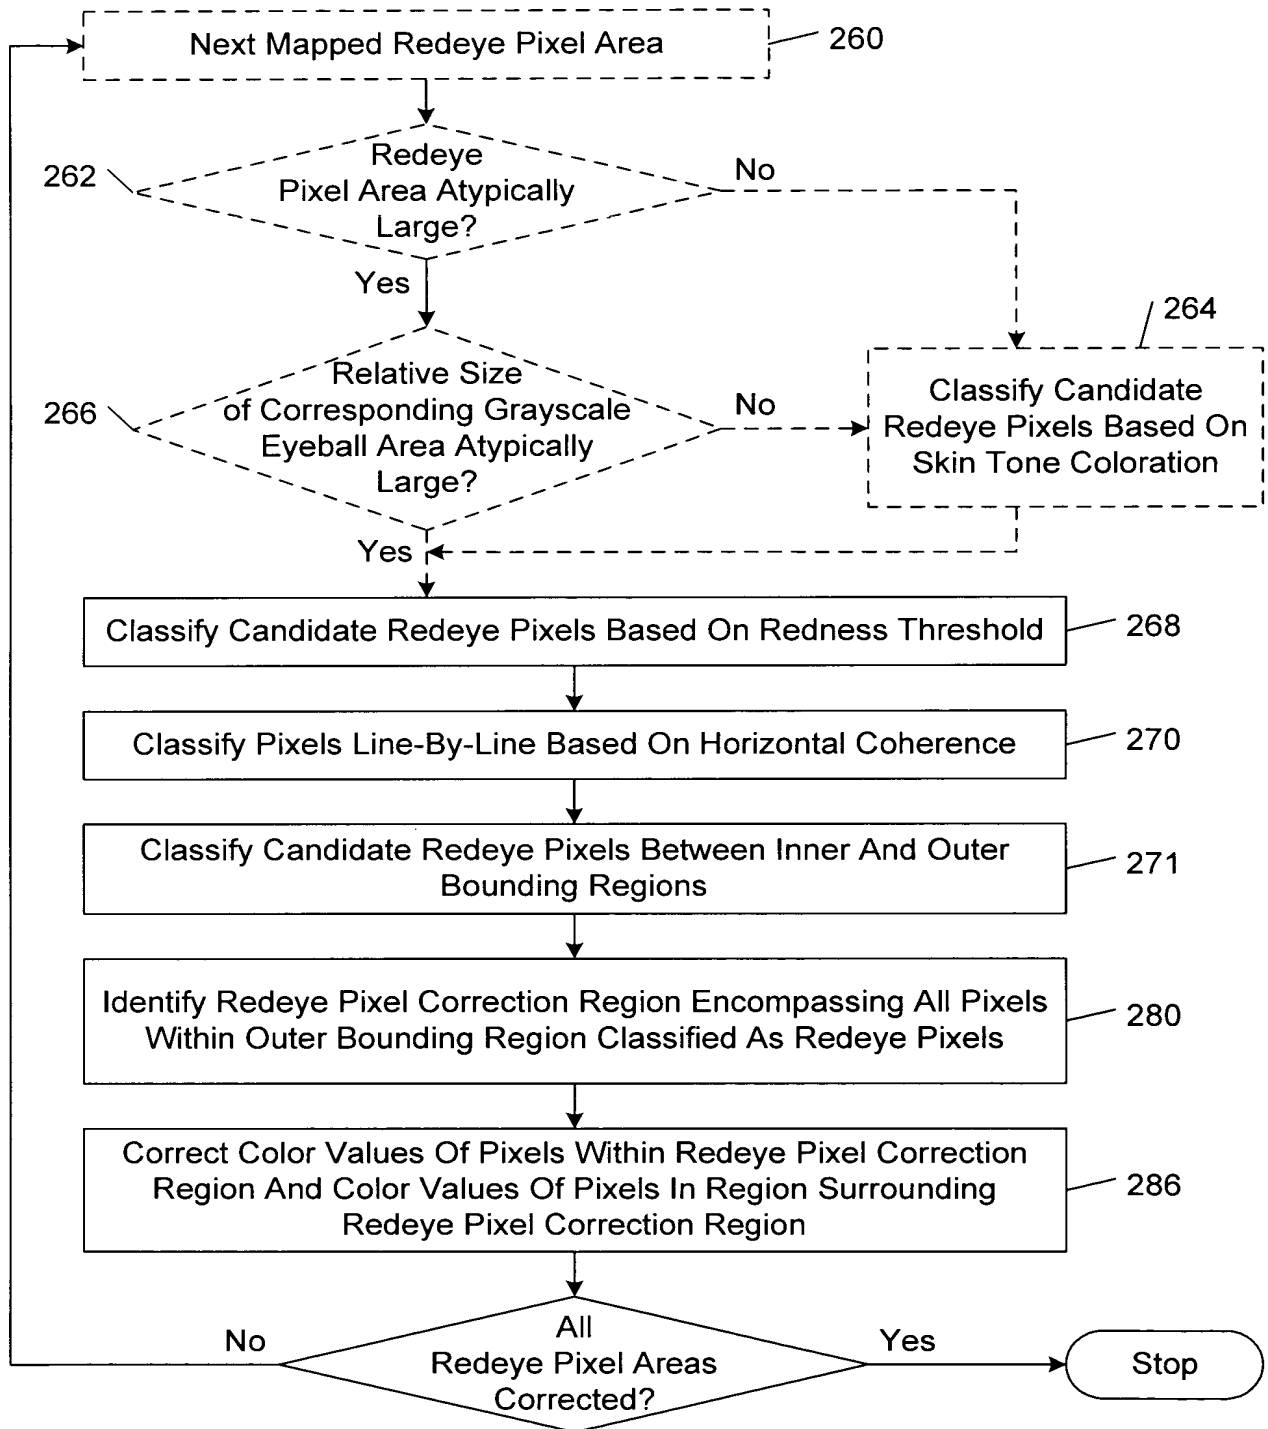 Next Mapped Redeye Pixel Area
260
Redeye
Pixel Area Atypically
Large?
262
No
Yes
264
Relative Size
of Corresponding Grayscale
Eyeball Area Atypically
Large?
266
No
Classify Candidate
Redeye Pixels Based On
Skin Tone Coloration
Yes
Classify Candidate Redeye Pixels Based On Redness Threshold
268
Classify Pixels Line-By-Line Based On Horizontal Coherence
270
Classify Candidate Redeye Pixels Between Inner And Outer
Bounding Regions
271
Identify Redeye Pixel Correction Region Encompassing All Pixels
Within Outer Bounding Region Classified As Redeye Pixels
280
Correct Color Values Of Pixels Within Redeye Pixel Correction
Region And Color Values Of Pixels In Region Surrounding
Redeye Pixel Correction Region
286
No
All
Redeye Pixel Areas
Corrected?
Yes
Stop